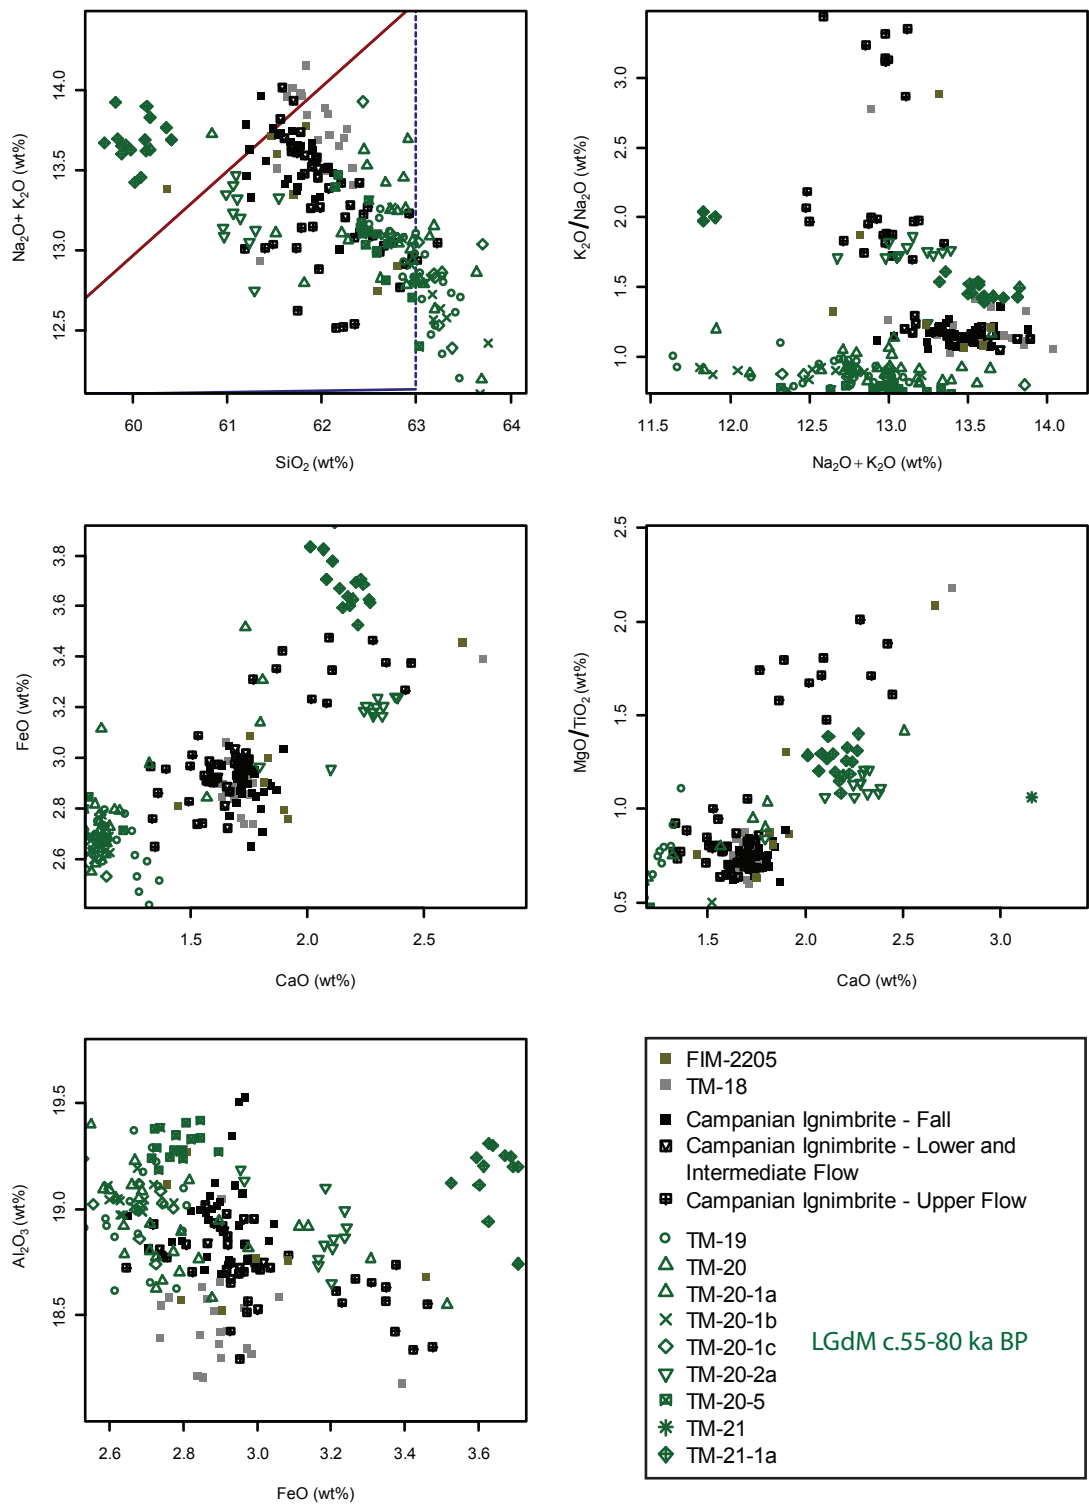 14.0
13.5
13.0
12.5
Na2O+ K2O (wt%)
60 61 62 63 64
SiO2 (wt%)
3.0
2.5
2.0
1.5
1.0
K2O/Na2O (wt%)
11.5 12.0 12.5 13.0 13.5 14.0
Na2O+K2O (wt%)
3.8
3.6
3.4
3.2
3.0
2.8
2.6
FeO (wt%)
1.5 2.0 2.5
CaO (wt%)
2.5
2.0
1.5
1.0
0.5
MgO/TiO2 (wt%)
1.5 2.0 2.5 3.0
CaO (wt%)
19.5
19.0
18.5
Al2O3 (wt%)
2.6 2.8 3.0 3.2 3.4 3.6
FeO (wt%)
FIM-2205
TM-18
Campanian Ignimbrite - Fall
Campanian Ignimbrite - Lower and
Intermediate Flow
Campanian Ignimbrite - Upper Flow
TM-19
TM-20
TM-20-1a
TM-20-1b
TM-20-1c
TM-20-2a
TM-20-5
TM-21
TM-21-1a
LGdM c.55-80 ka BP